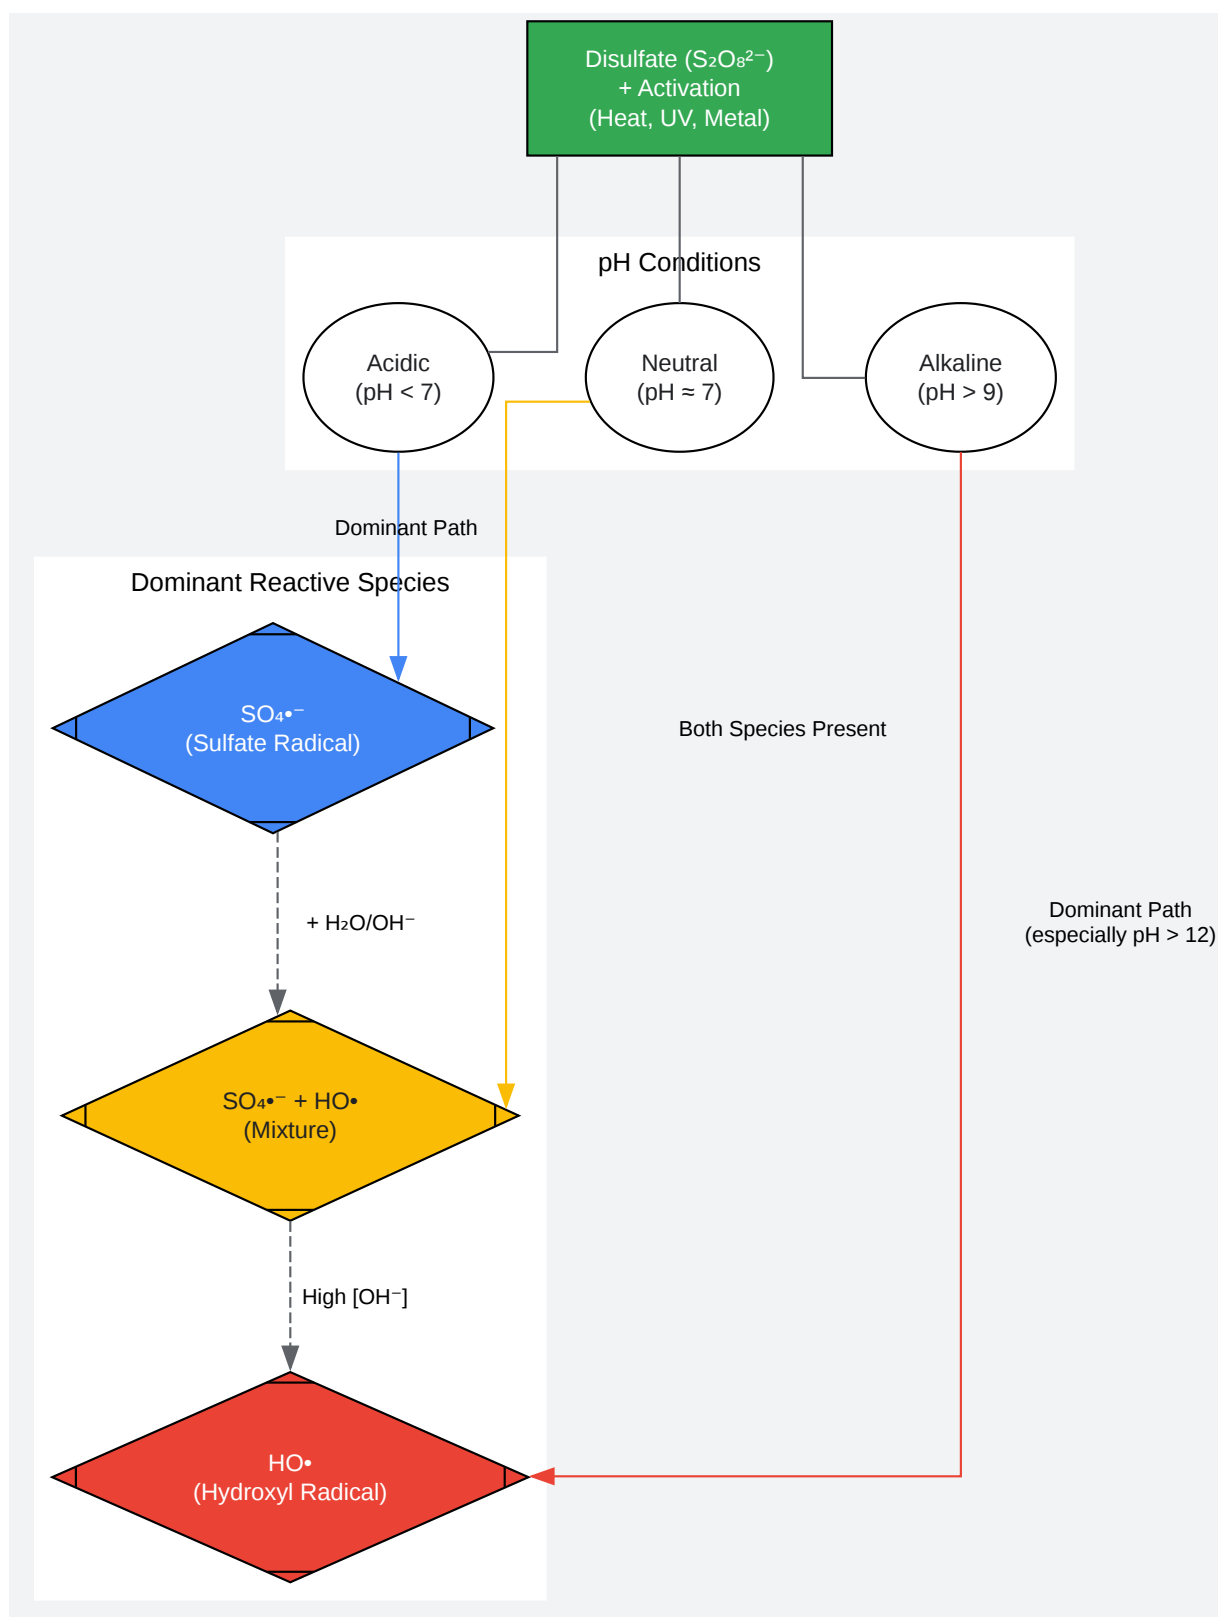 Disulfate (S₂O₈²⁻)
+ Activation
(Heat, UV, Metal)
pH Conditions
Acidic
(pH < 7)
Neutral
(pH ≈ 7)
Alkaline
(pH > 9)
Dominant Path
Dominant Reactive Species
SO₄•⁻
(Sulfate Radical)
Both Species Present
+ H₂O/OH⁻
Dominant Path
(especially pH > 12)
SO₄•⁻ + HO•
(Mixture)
High [OH⁻]
HO•
(Hydroxyl Radical)